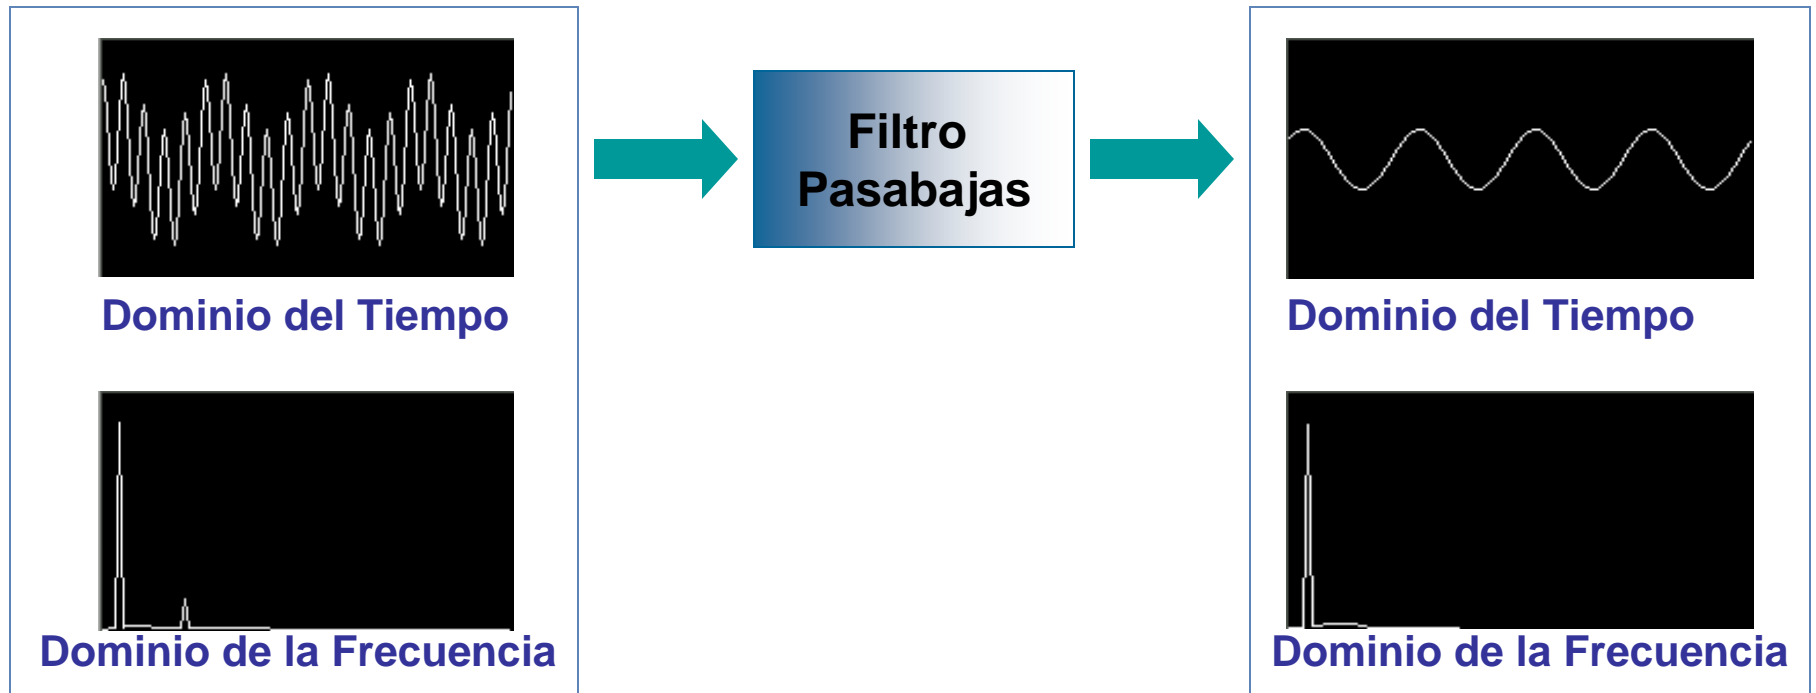 Dominio del Tiempo
Dominio de la Frecuencia
Filtro
Pasabajas
Dominio del Tiempo
Dominio de la Frecuencia